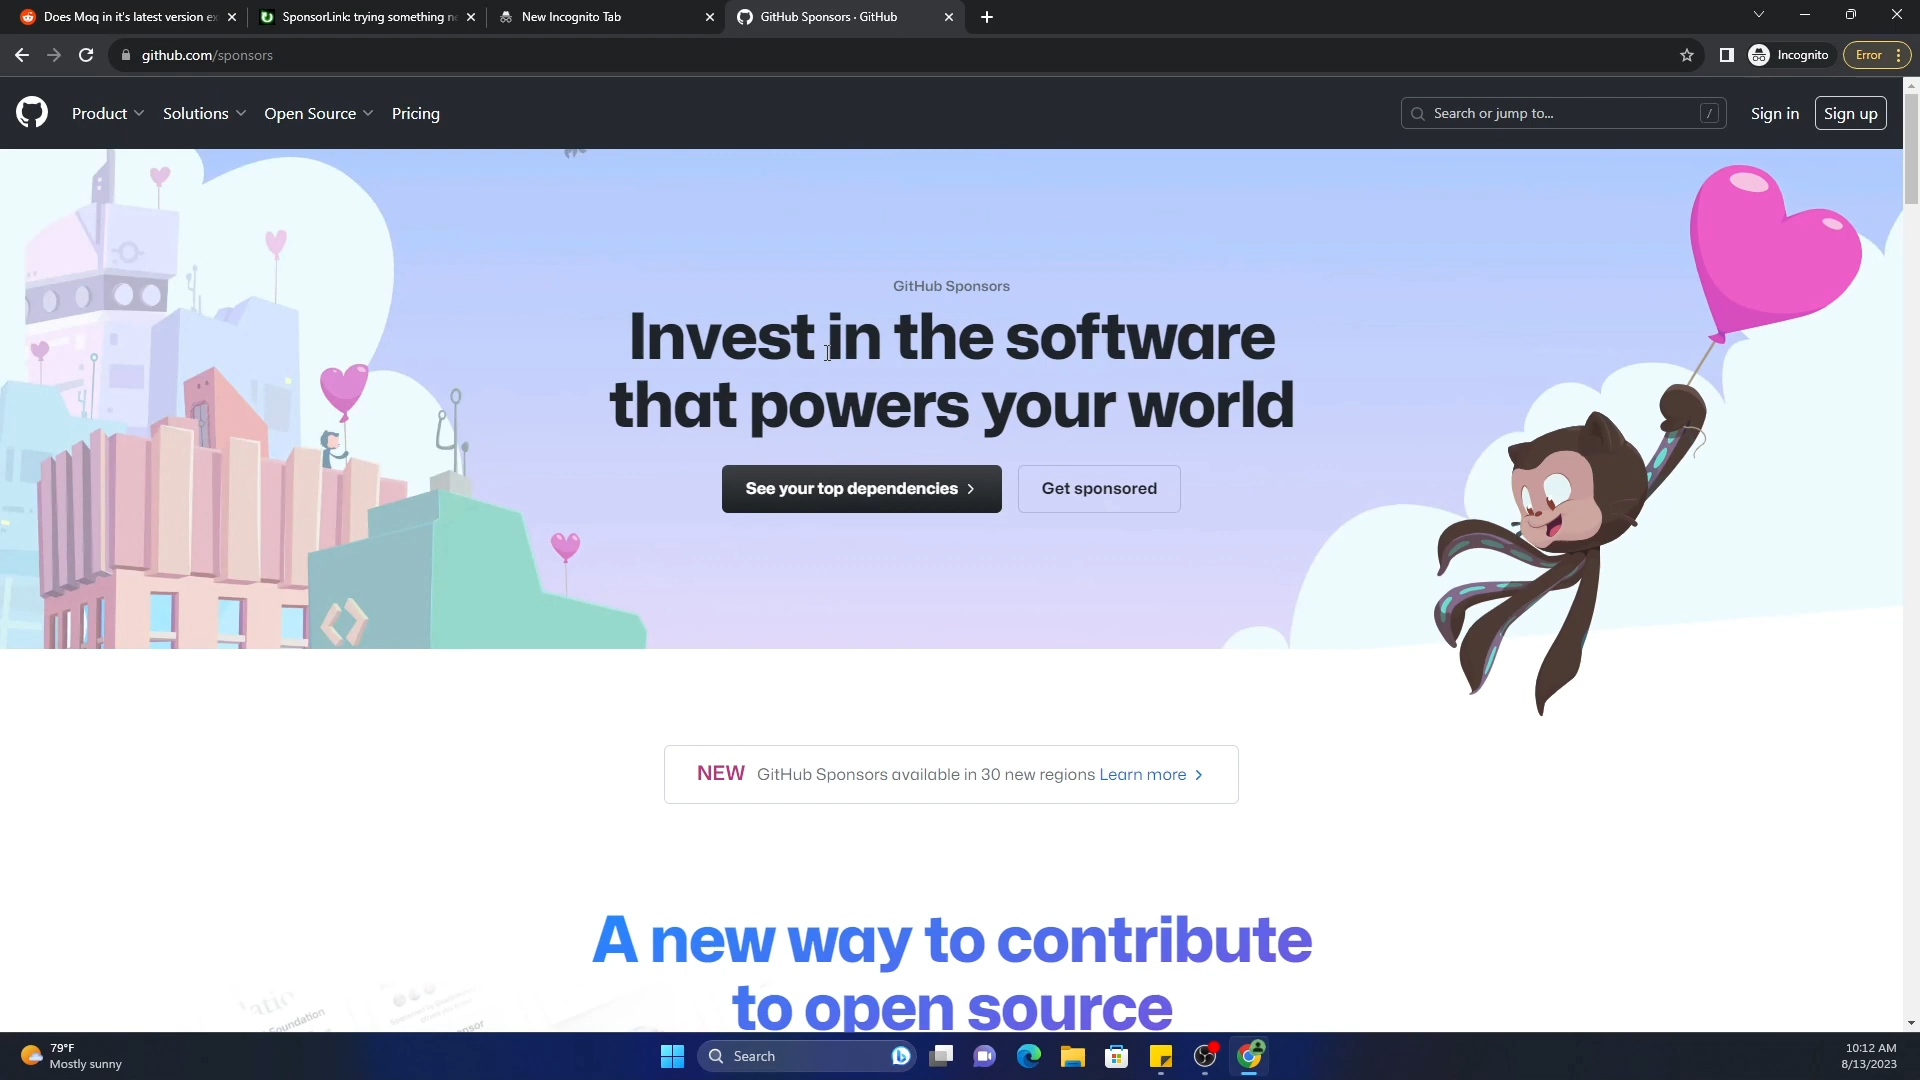 Does Moq in it's latest version ex
SponsorLink: trying something n
New Incognito Tab
GitHub Sponsors · GitHub
github.com/sponsors
Incognito
Error
Product
Solutions
Open Source
Pricing
Search or jump to...
/
Sign in
Sign up
GitHub Sponsors
Invest in the software
that powers your world
See your top dependencies
Get sponsored
NEW GitHub Sponsors available in 30 new regions Learn more
A new way to contribute
to open source
Foundation
79°F
Mostly sunny
Search
10:12 AM
8/13/2023